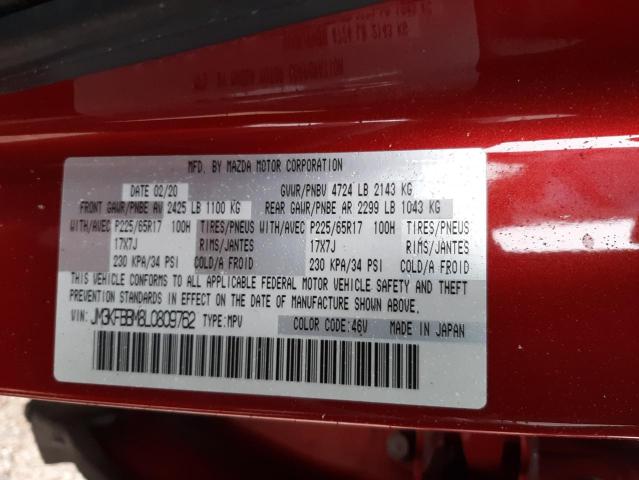 MFD. BY MAZDA MOTOR CORPORATION
DATE 02/20 GVWR/PNBV 4724 LB 2143 KG
FRONT GAWR/PNBE AV 2425 LB 1100 KG REAR GAWR/PNBE AR 2299 LB 1043 KG
WITH/AVEC P225/65R17 100H TIRES/PNEUS WITH/AVEC P225/65R17 100H TIRES/PNEUS
17X7J RIMS/JANTES 17X7J RIMS/JANTES
230 KPA/34 PSI COLD/A FROID 230 KPA/34 PSI COLD/A FROID
THIS VEHICLE CONFORMS TO ALL APPLICABLE FEDERAL MOTOR VEHICLE SAFETY AND THEFT
PREVENTION STANDARDS IN EFFECT ON THE DATE OF MANUFACTURE SHOWN ABOVE.
VIN: JM3KFBBM8L0809762 TYPE:MPV COLOR CODE:46V MADE IN JAPAN